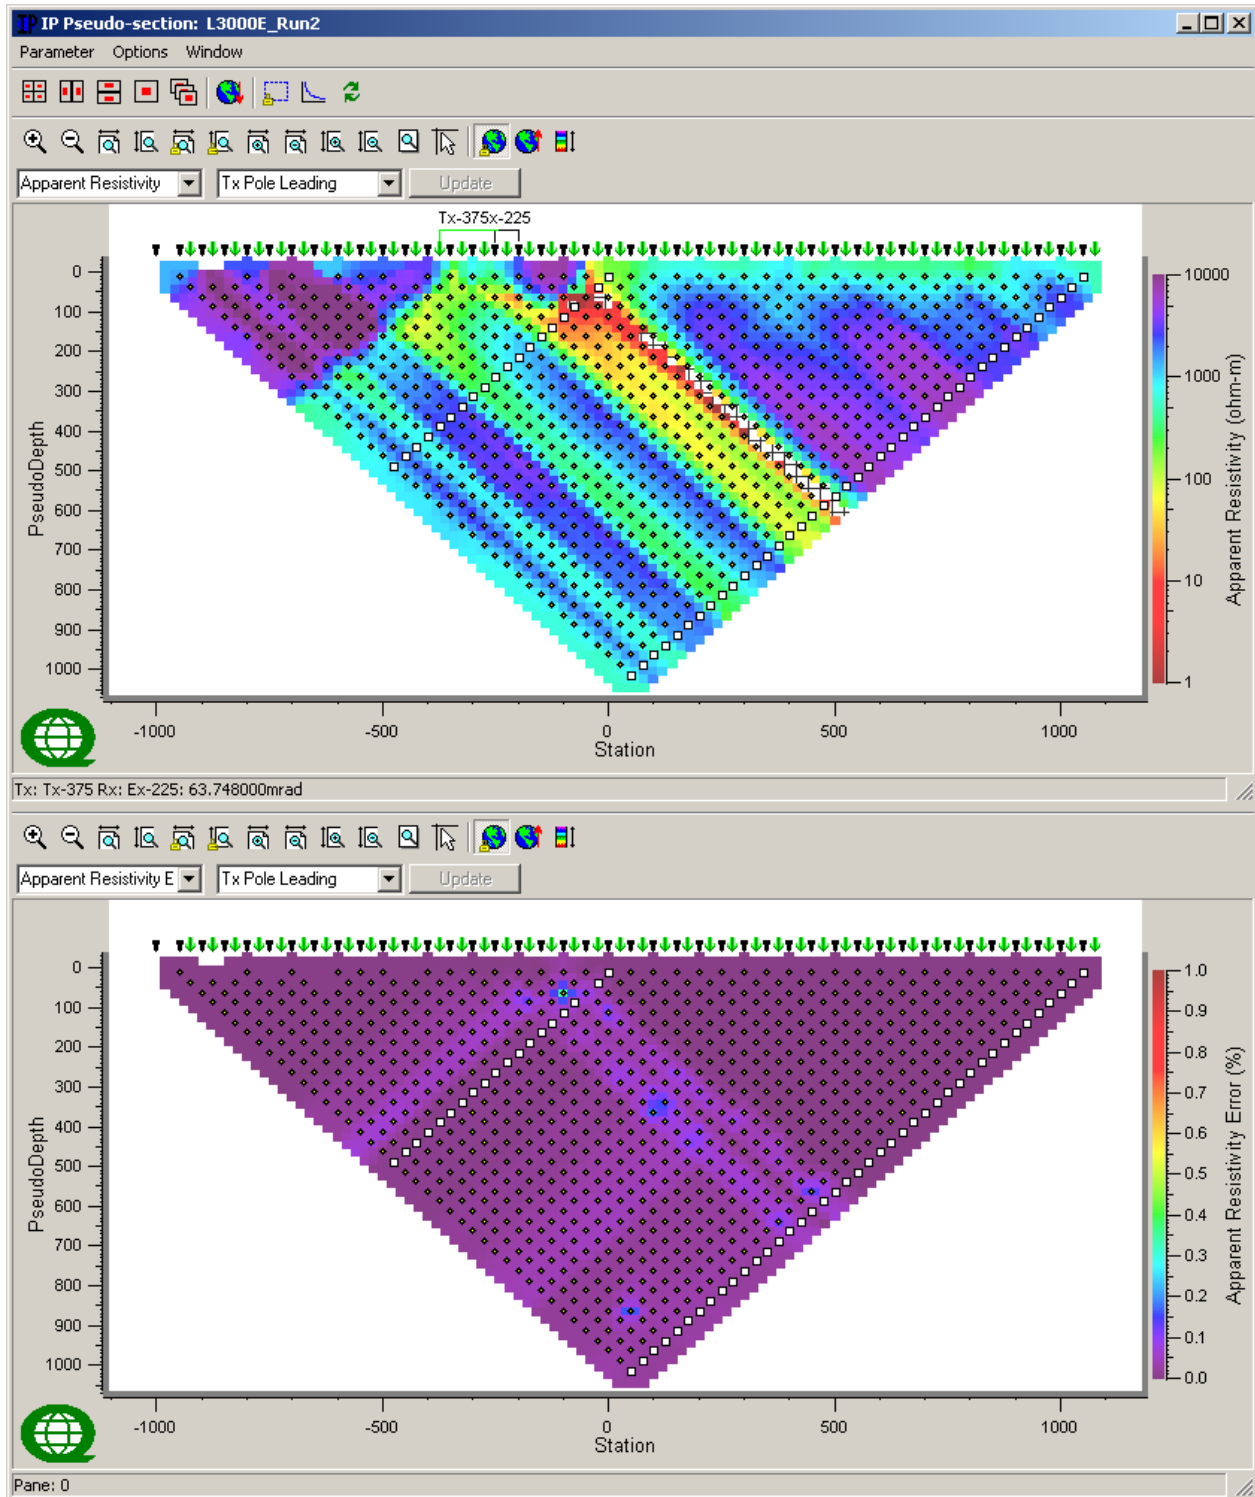 IP Pseudo-section: L3000E_Run2
Parameter Options Window
Apparent Resistivity Tx Pole Leading Update
Tx-375x-225
0
100
200
300
400
500
600
700
800
900
1000
PseudoDepth
10000
1000
100
10
1
Apparent Resistivity (ohm-m)
-1000 -500 0 500 1000
Station
Tx: Tx-375 Rx: Ex-225: 63.748000mrad
Apparent Resistivity E Tx Pole Leading Update
0
100
200
300
400
500
600
700
800
900
1000
PseudoDepth
1.0
0.9
0.8
0.7
0.6
0.5
0.4
0.3
0.2
0.1
0.0
Apparent Resistivity Error (%)
-1000 -500 0 500 1000
Station
Pane: 0